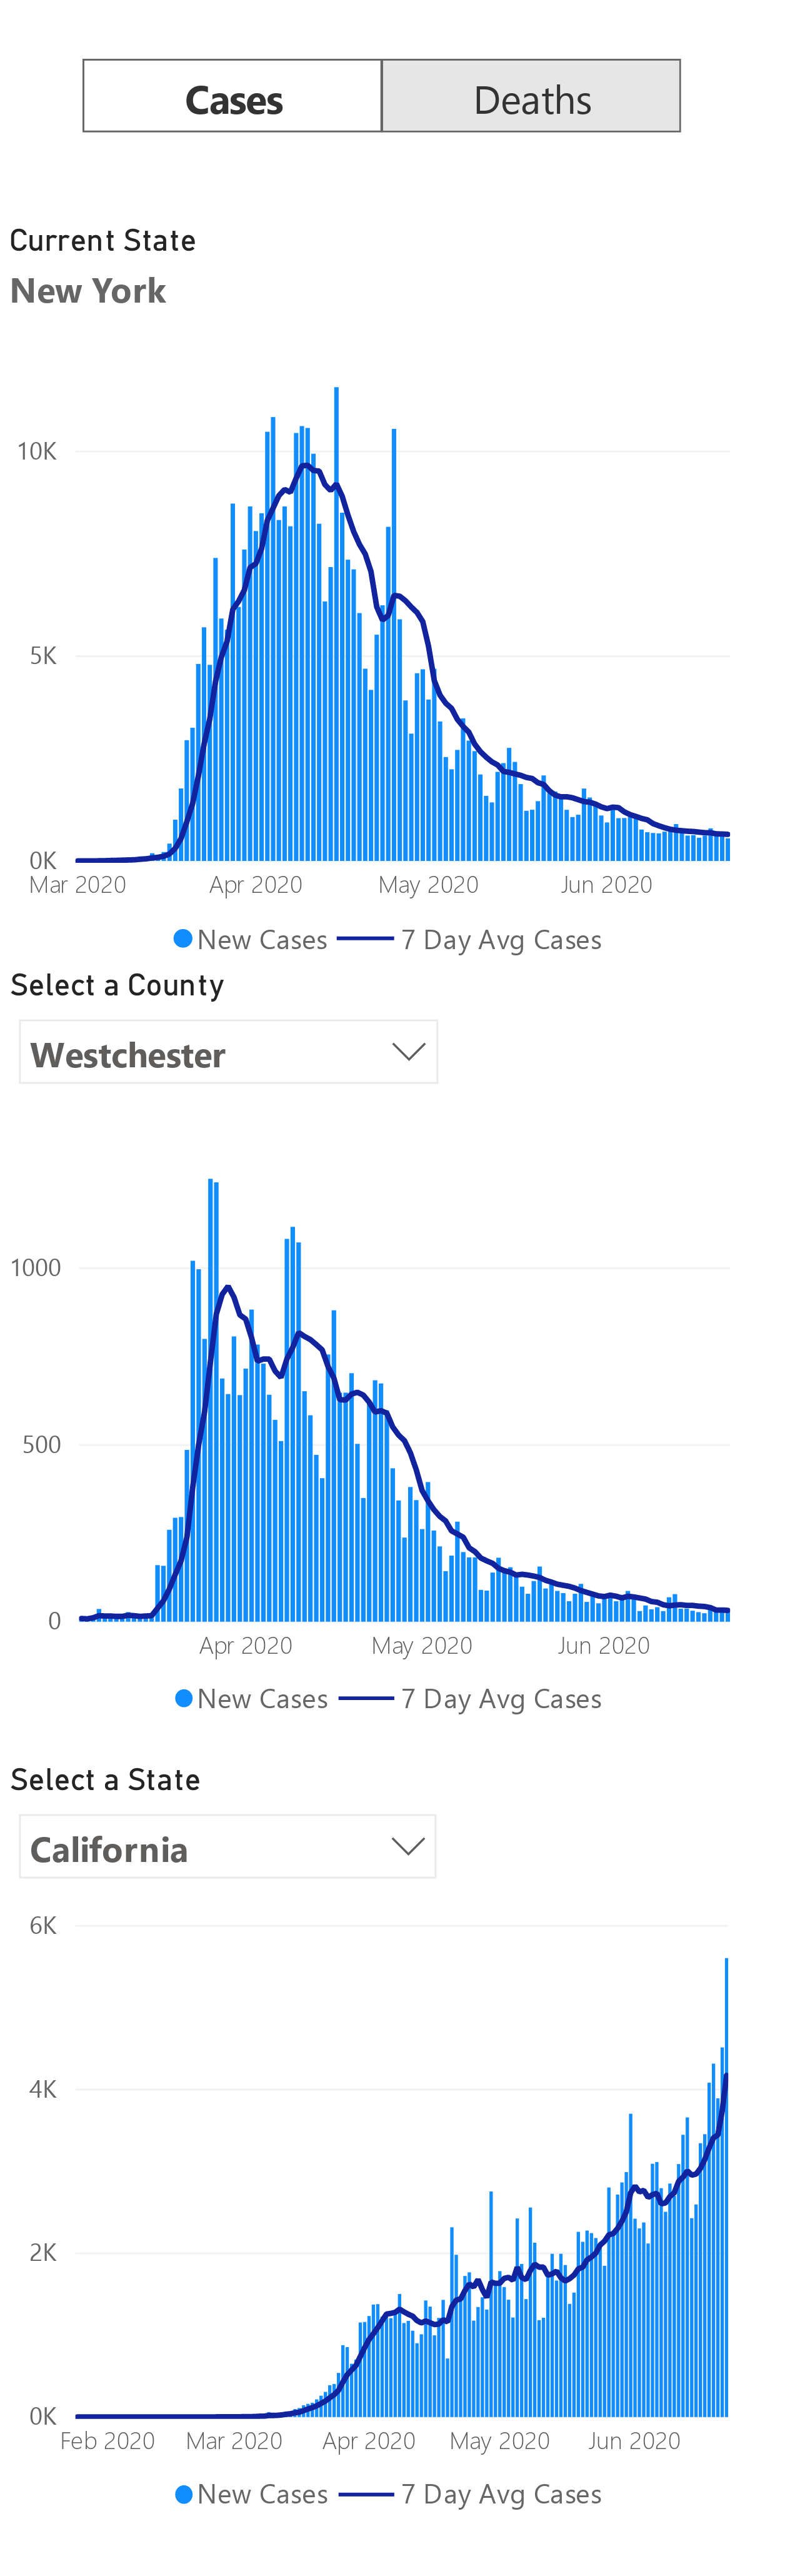 Cases Deaths
Current State
New York
10K
5K
0K
Mar 2020 Apr 2020 May 2020 Jun 2020
New Cases 7 Day Avg Cases
Select a County
Westchester
1000
500
0
Apr 2020 May 2020 Jun 2020
New Cases 7 Day Avg Cases
Select a State
California
6K
4K
2K
0K
Feb 2020 Mar 2020 Apr 2020 May 2020 Jun 2020
New Cases 7 Day Avg Cases